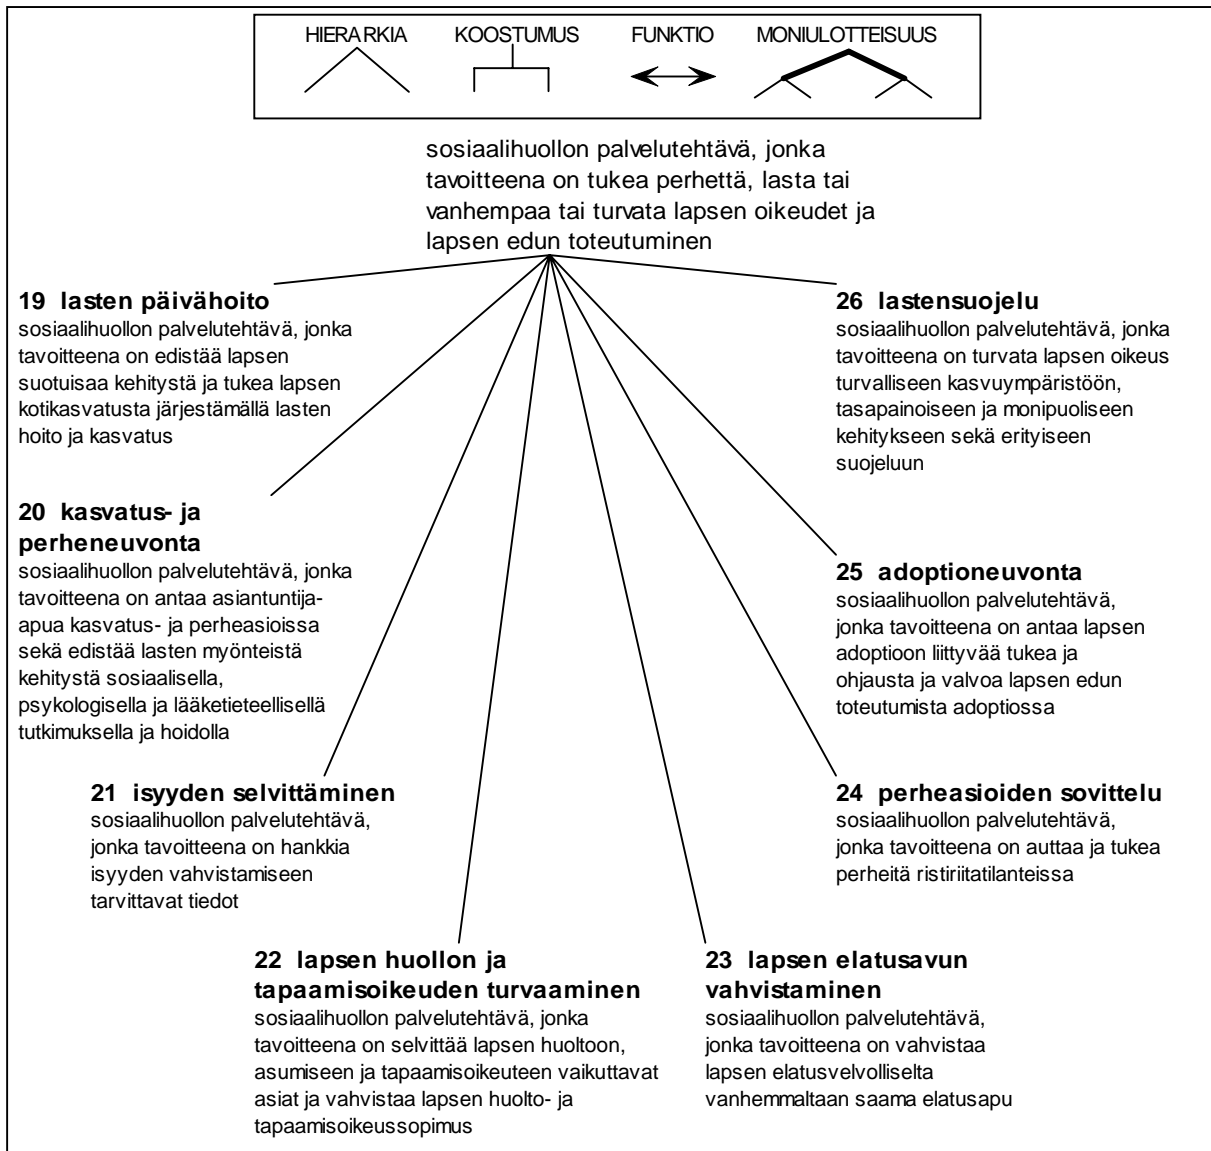 HIERARKIA KOOSTUMUS FUNKTIO MONIULOTTEISUUS
sosiaalihuollon palvelutehtävä, jonka
tavoitteena on tukea perhettä, lasta tai
vanhempaa tai turvata lapsen oikeudet ja
lapsen edun toteutuminen
19 lasten päivähoito
sosiaalihuollon palvelutehtävä, jonka
tavoitteena on edistää lapsen
suotuisaa kehitystä ja tukea lapsen
kotikasvatusta järjestämällä lasten
hoito ja kasvatus
20 kasvatus- ja
perheneuvonta
sosiaalihuollon palvelutehtävä, jonka
tavoitteena on antaa asiantuntija-
apua kasvatus- ja perheasioissa
sekä edistää lasten myönteistä
kehitystä sosiaalisella,
psykologisella ja lääketieteellisellä
tutkimuksella ja hoidolla
21 isyyden selvittäminen
sosiaalihuollon palvelutehtävä,
jonka tavoitteena on hankkia
isyyden vahvistamiseen
tarvittavat tiedot
22 lapsen huollon ja
tapaamisoikeuden turvaaminen
sosiaalihuollon palvelutehtävä, jonka
tavoitteena on selvittää lapsen huoltoon,
asumiseen ja tapaamisoikeuteen vaikuttavat
asiat ja vahvistaa lapsen huolto- ja
tapaamisoikeussopimus
23 lapsen elatusavun
vahvistaminen
sosiaalihuollon palvelutehtävä,
jonka tavoitteena on vahvistaa
lapsen elatusvelvolliselta
vanhemmaltaan saama elatusapu
24 perheasioiden sovittelu
sosiaalihuollon palvelutehtävä,
jonka tavoitteena on auttaa ja tukea
perheitä ristiriitatilanteissa
25 adoptioneuvonta
sosiaalihuollon palvelutehtävä,
jonka tavoitteena on antaa lapsen
adoptioon liittyvää tukea ja
ohjausta ja valvoa lapsen edun
toteutumista adoptiossa
26 lastensuojelu
sosiaalihuollon palvelutehtävä, jonka
tavoitteena on turvata lapsen oikeus
turvalliseen kasvuympäristöön,
tasapainoiseen ja monipuoliseen
kehitykseen sekä erityiseen
suojeluun